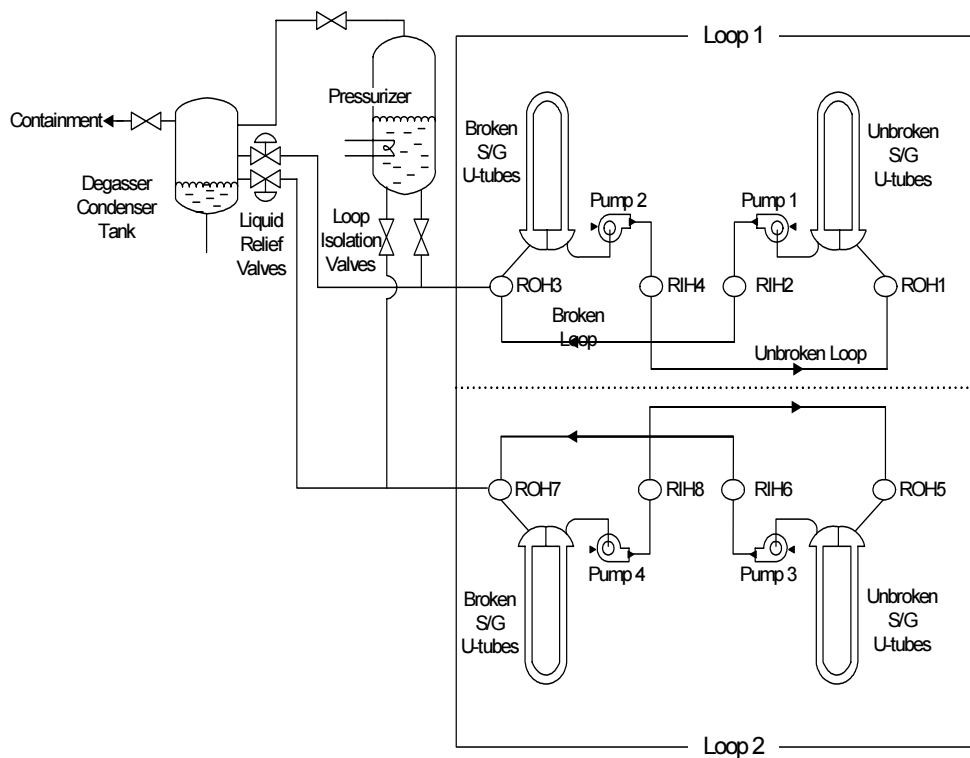 Loop 1
Pressurizer
Containment
Degasser
Condenser
Tank
Liquid
Relief
Valves
Loop
Isolation
Valves
Broken
S/G
U-tubes
Pump 2
Pump 1
Unbroken
S/G
U-tubes
ROH3
RIH4
RIH2
ROH1
Broken
Loop
Unbroken Loop
ROH7
RIH8
RIH6
ROH5
Pump 4
Pump 3
Broken
S/G
U-tubes
Unbroken
S/G
U-tubes
Loop 2